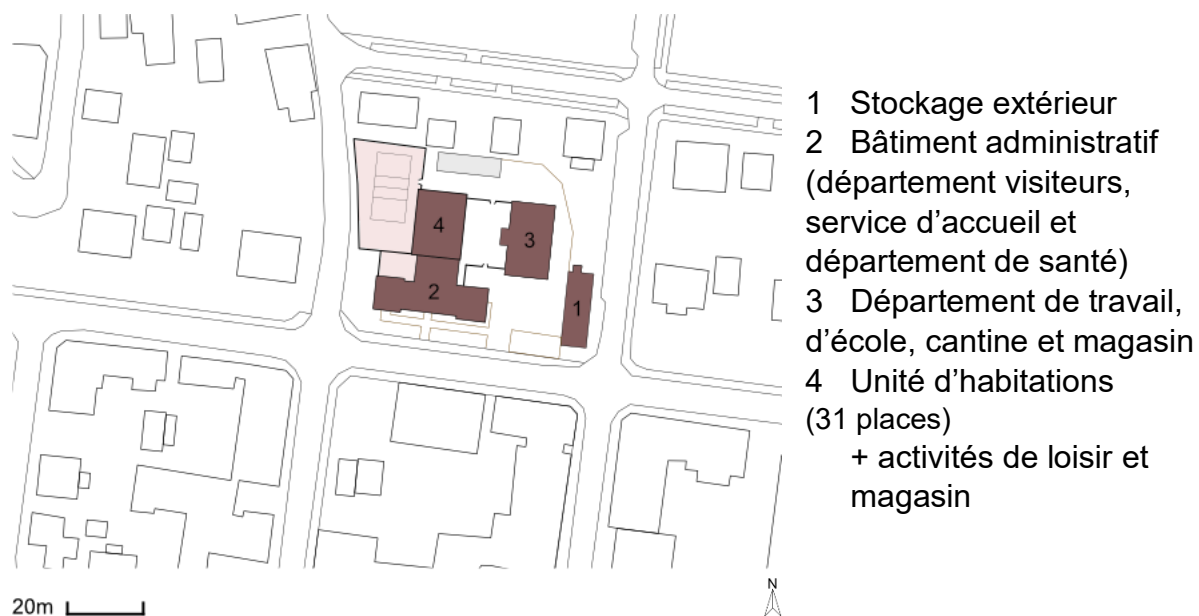 1 Stockage extérieur
2 Bâtiment administratif
(département visiteurs,
service d'accueil et
département de santé)
3 Département de travail,
d'école, cantine et magasin
4 Unité d'habitations
(31 places)
+ activités de loisir et
magasin
4
3
2
1
20m
N